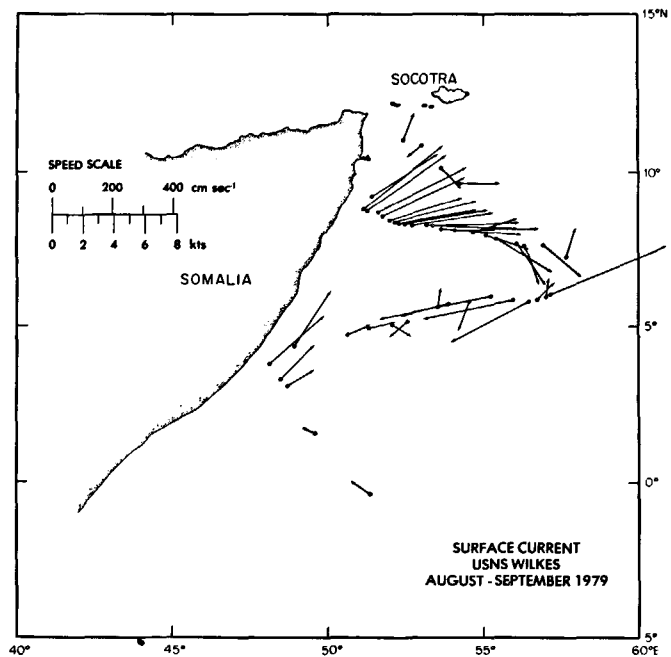 15°N
SOCOTRA
SPEED SCALE
0 200 400 cm sec⁻¹
0 2 4 6 8 kts
10°
SOMALIA
5°
0°
SURFACE CURRENT
USNS WILKES
AUGUST - SEPTEMBER 1979
40° 45° 50° 55° 60°E
5°